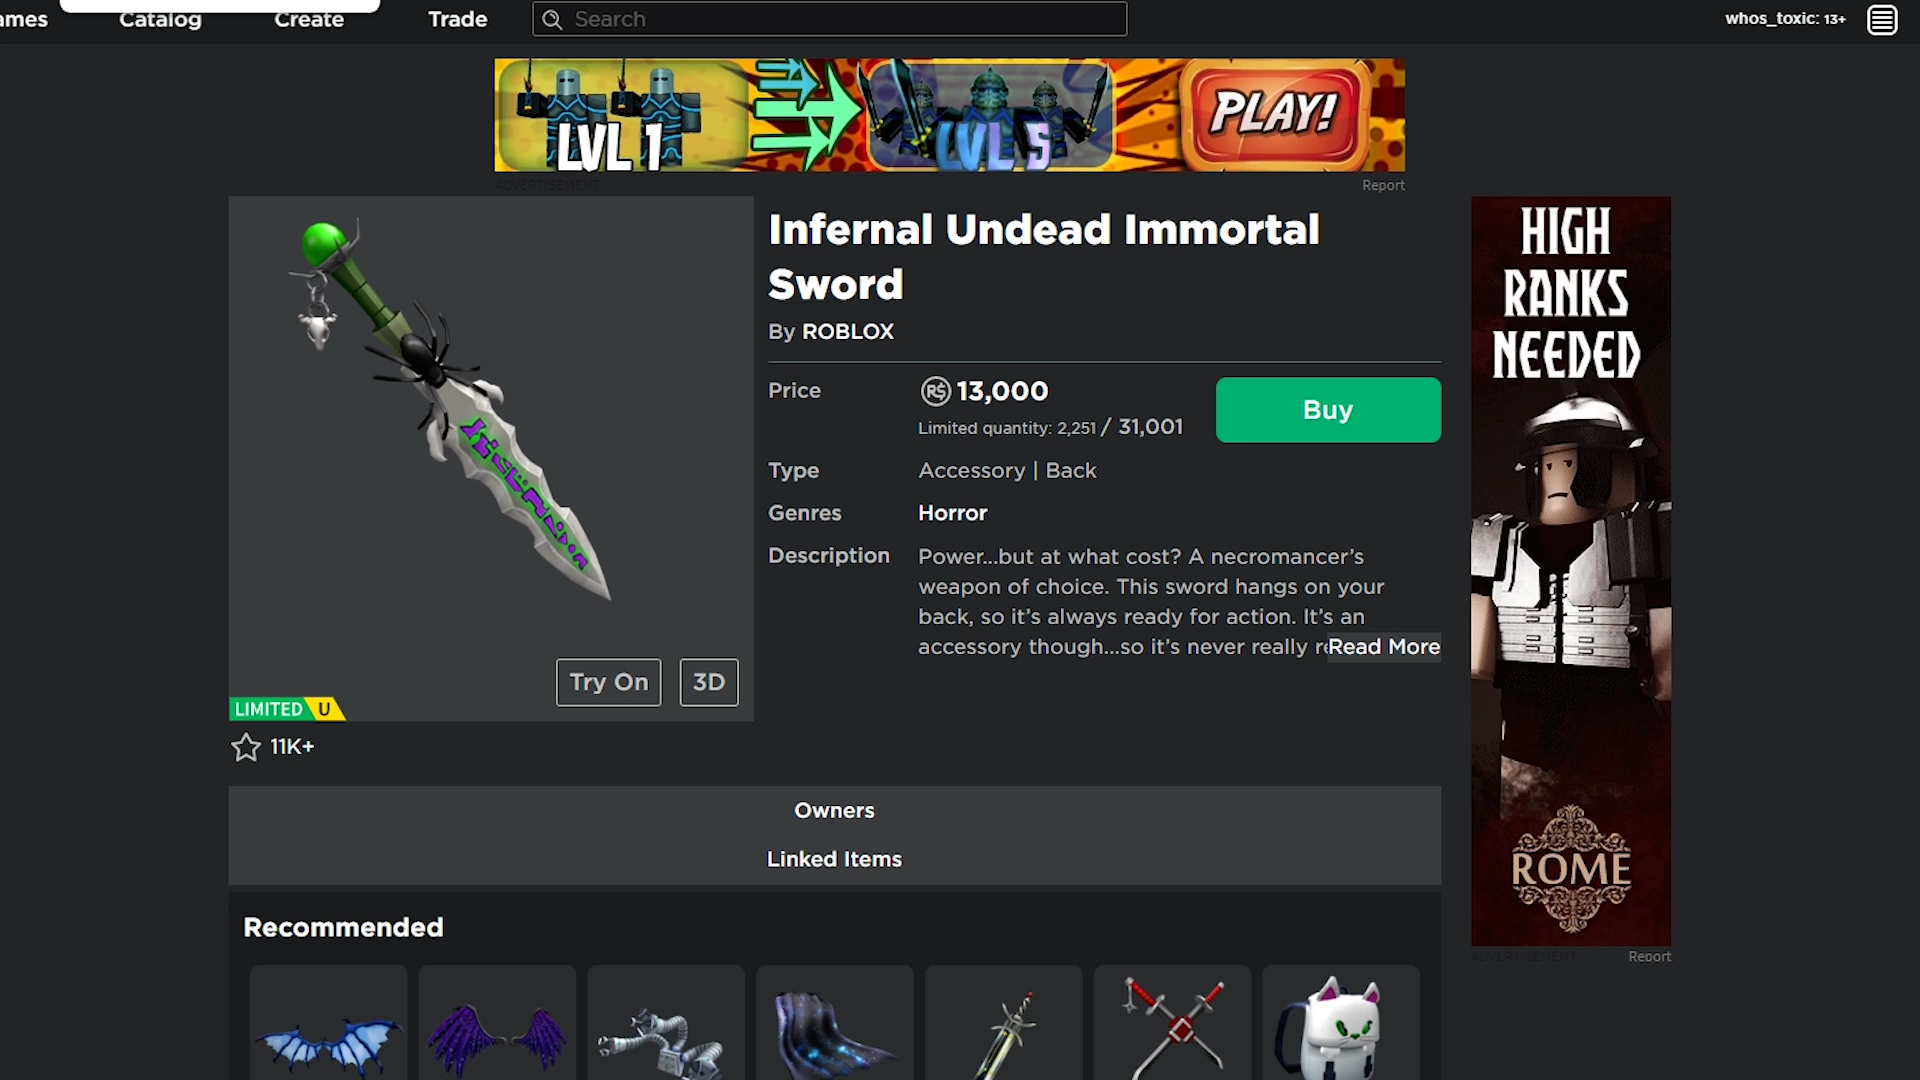 ames Catalog Create Trade Search whos_toxic: 13+
LVL 1 LVL 5 PLAY!
ADVERTISEMENT Report
Infernal Undead Immortal
Sword
By ROBLOX
Price R$ 13,000
Limited quantity: 2,251 / 31,001
Buy
Type Accessory | Back
Genres Horror
Description Power...but at what cost? A necromancer's
weapon of choice. This sword hangs on your
back, so it's always ready for action. It's an
accessory though...so it's never really re Read More
Try On 3D
LIMITED U
11K+
Owners
Linked Items
Recommended
HIGH
RANKS
NEEDED
ROME
ADVERTISEMENT Report